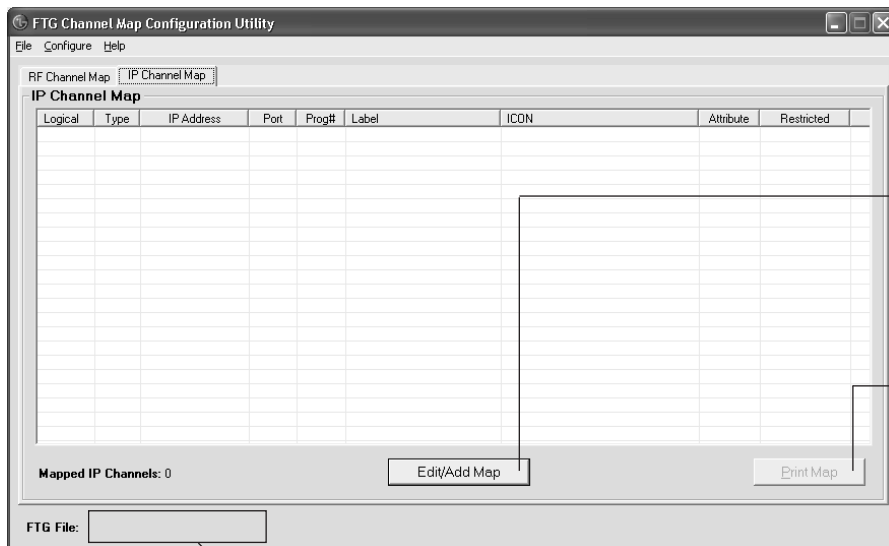 FTG Channel Map Configuration Utility
File Configure Help
RF Channel Map IP Channel Map
IP Channel Map
Logical Type IP Address Port Prog# Label ICON Attribute Restricted
Mapped IP Channels: 0 Edit/Add Map Print Map
FTG File: